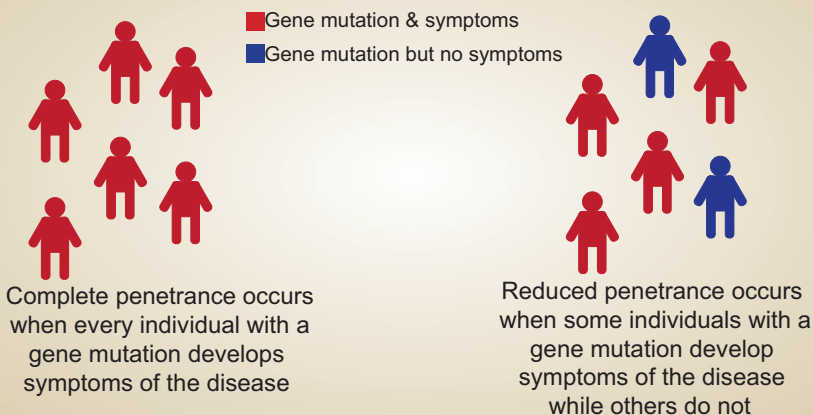 Gene mutation & symptoms
Gene mutation but no symptoms
Complete penetrance occurs
when every individual with a
gene mutation develops
symptoms of the disease
Reduced penetrance occurs
when some individuals with a
gene mutation develop
symptoms of the disease
while others do not